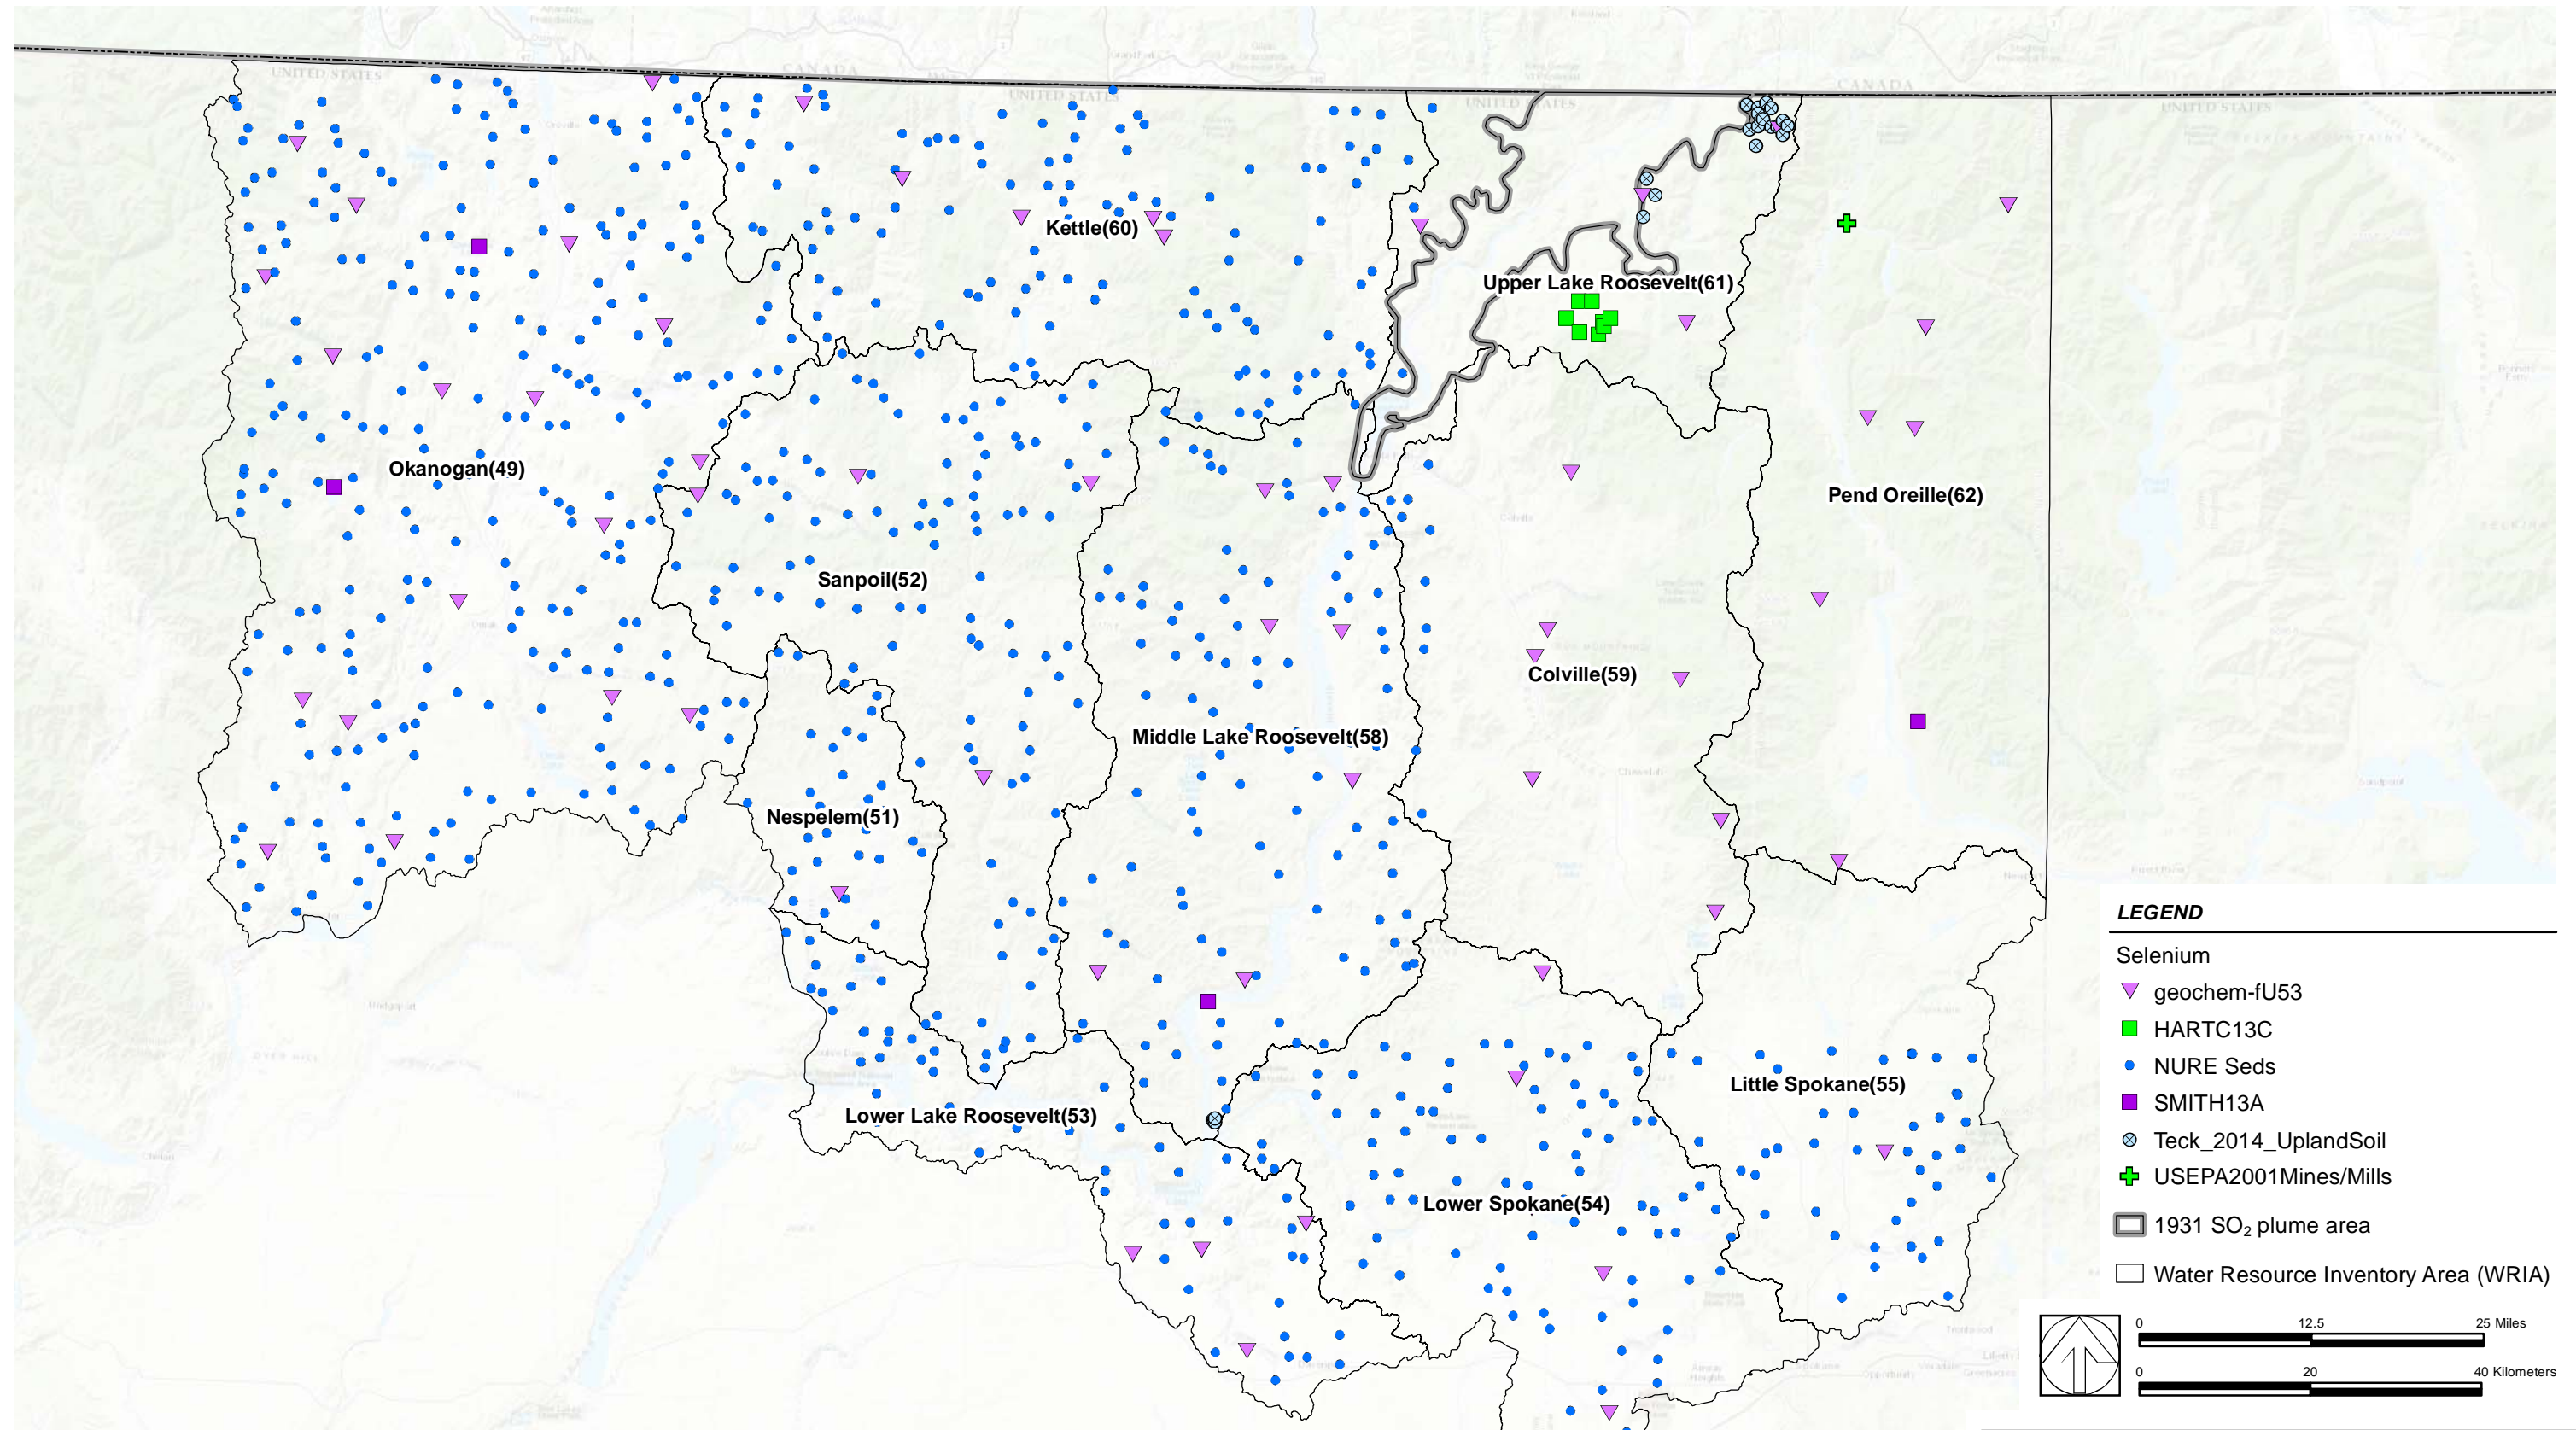 CANADA
CANADA
UNITED STATES
UNITED STATES
UNITED STATES
UNITED STATES
Kettle(60)
Upper Lake Roosevelt(61)
Okanogan(49)
Pend Oreille(62)
Sanpoil(52)
Colville(59)
Middle Lake Roosevelt(58)
Nespelem(51)
Little Spokane(55)
Lower Lake Roosevelt(53)
Lower Spokane(54)
LEGEND
Selenium
geochem-fU53
HARTC13C
NURE Seds
SMITH13A
Teck_2014_UplandSoil
USEPA2001Mines/Mills
1931 SO₂ plume area
Water Resource Inventory Area (WRIA)
0 12.5 25 Miles
0 20 40 Kilometers